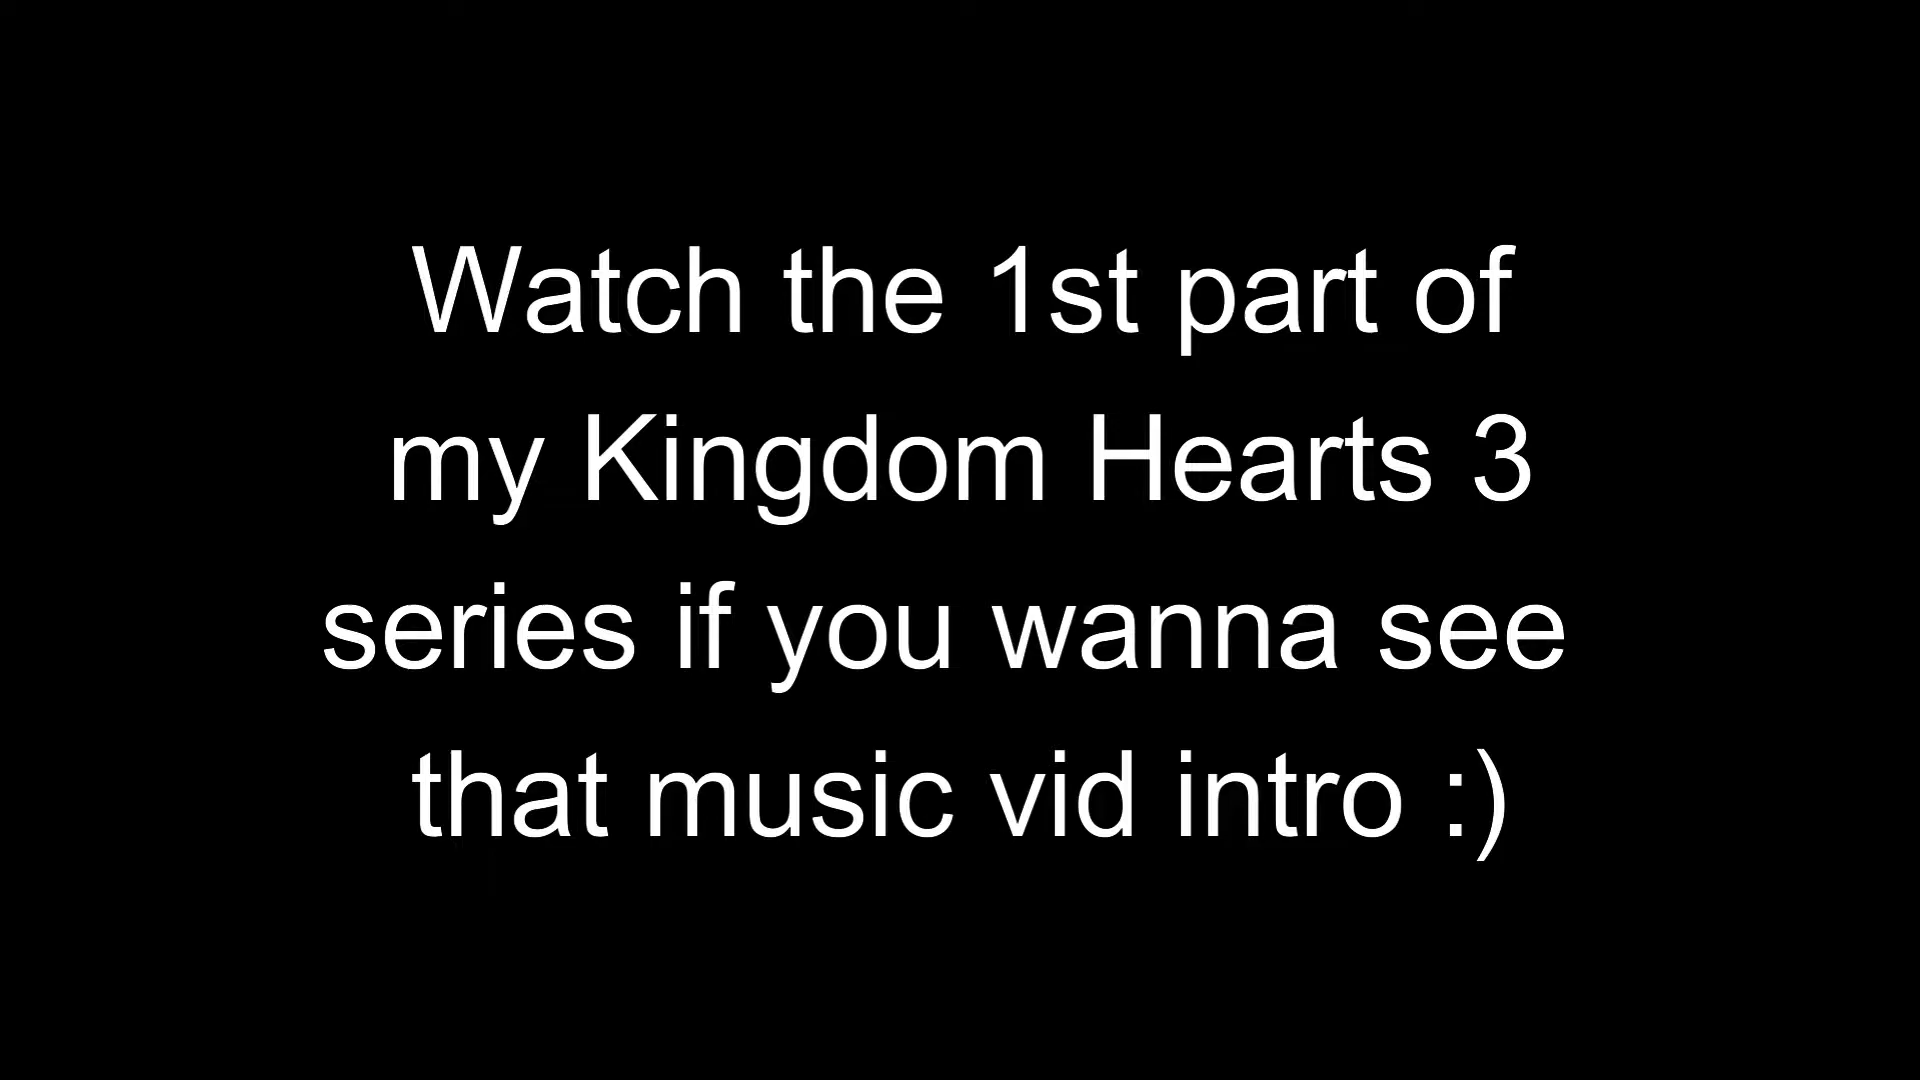 Watch the 1st part of
my Kingdom Hearts 3
series if you wanna see
that music vid intro :)